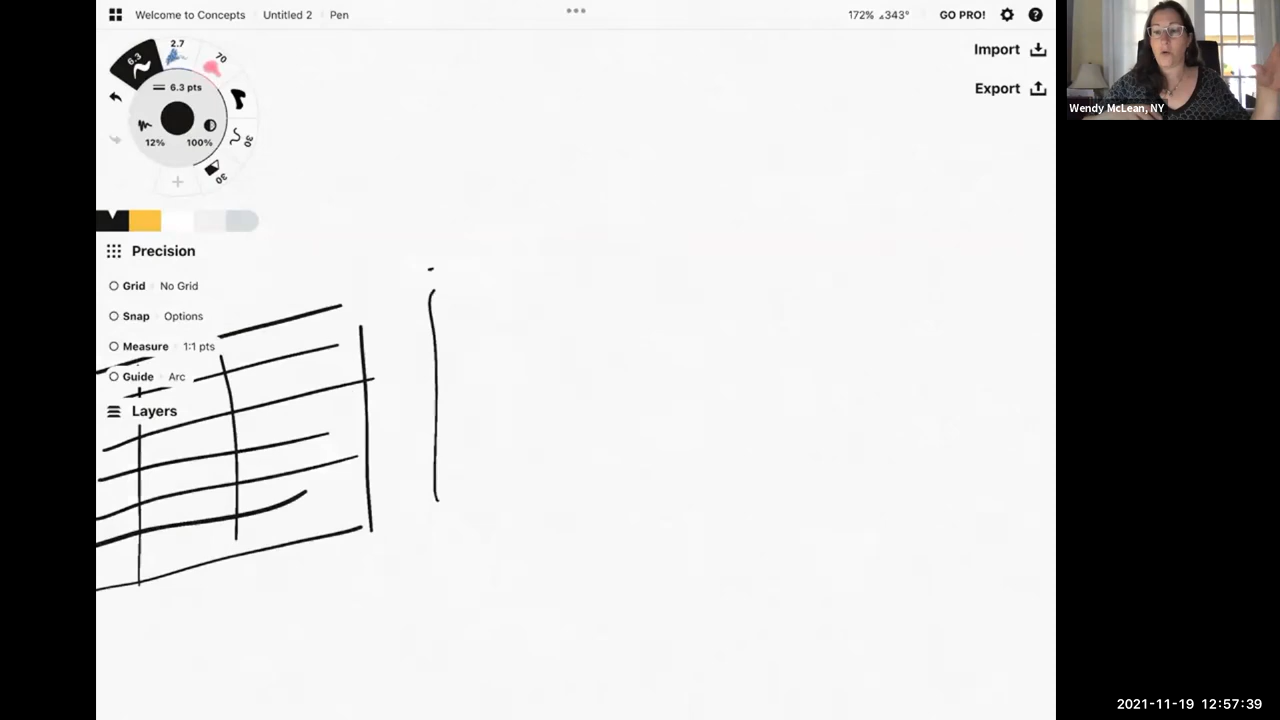 Welcome to Concepts Untitled 2 Pen 172% ⊿343° GO PRO!
Import
Export
Wendy McLean, NY
6.3
2.7
70
30
30
6.3 pts
12% 100%
Precision
Grid No Grid
Snap Options
Measure 1:1 pts
Guide Arc
Layers
2021-11-19 12:57:39